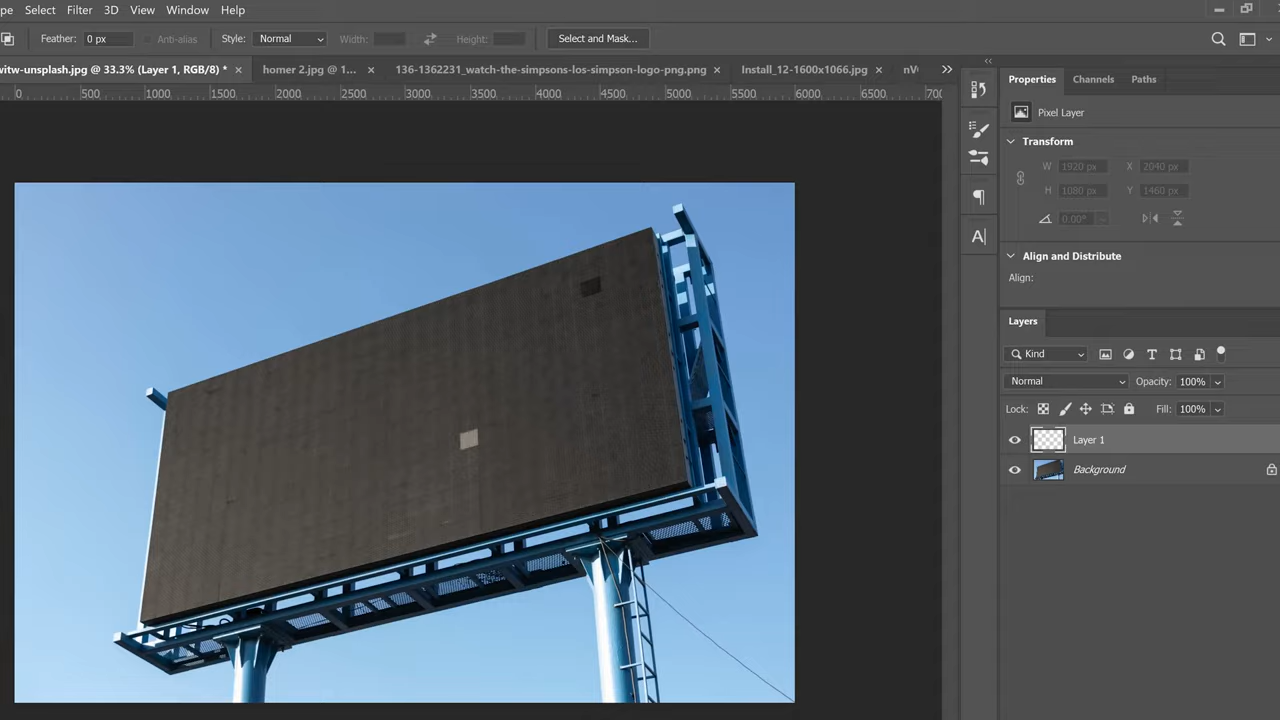 pe Select Filter 3D View Window Help
Feather: 0 px Anti-alias Style: Normal Width: Height: Select and Mask...
witw-unsplash.jpg @ 33.3% (Layer 1, RGB/8) * × homer 2.jpg @ 1... × 136-1362231_watch-the-simpsons-los-simpson-logo-png.png × Install_12-1600x1066.jpg × »
0 500 1000 1500 2000 2500 3000 3500 4000 4500 5000 5500 6000 6500 700
Properties Channels Paths
Pixel Layer
Transform
W 1920 px X 2040 px
H 1080 px Y 1460 px
0.00°
Align and Distribute
Align:
Layers
Kind
Normal Opacity: 100%
Lock: Fill: 100%
Layer 1
Background